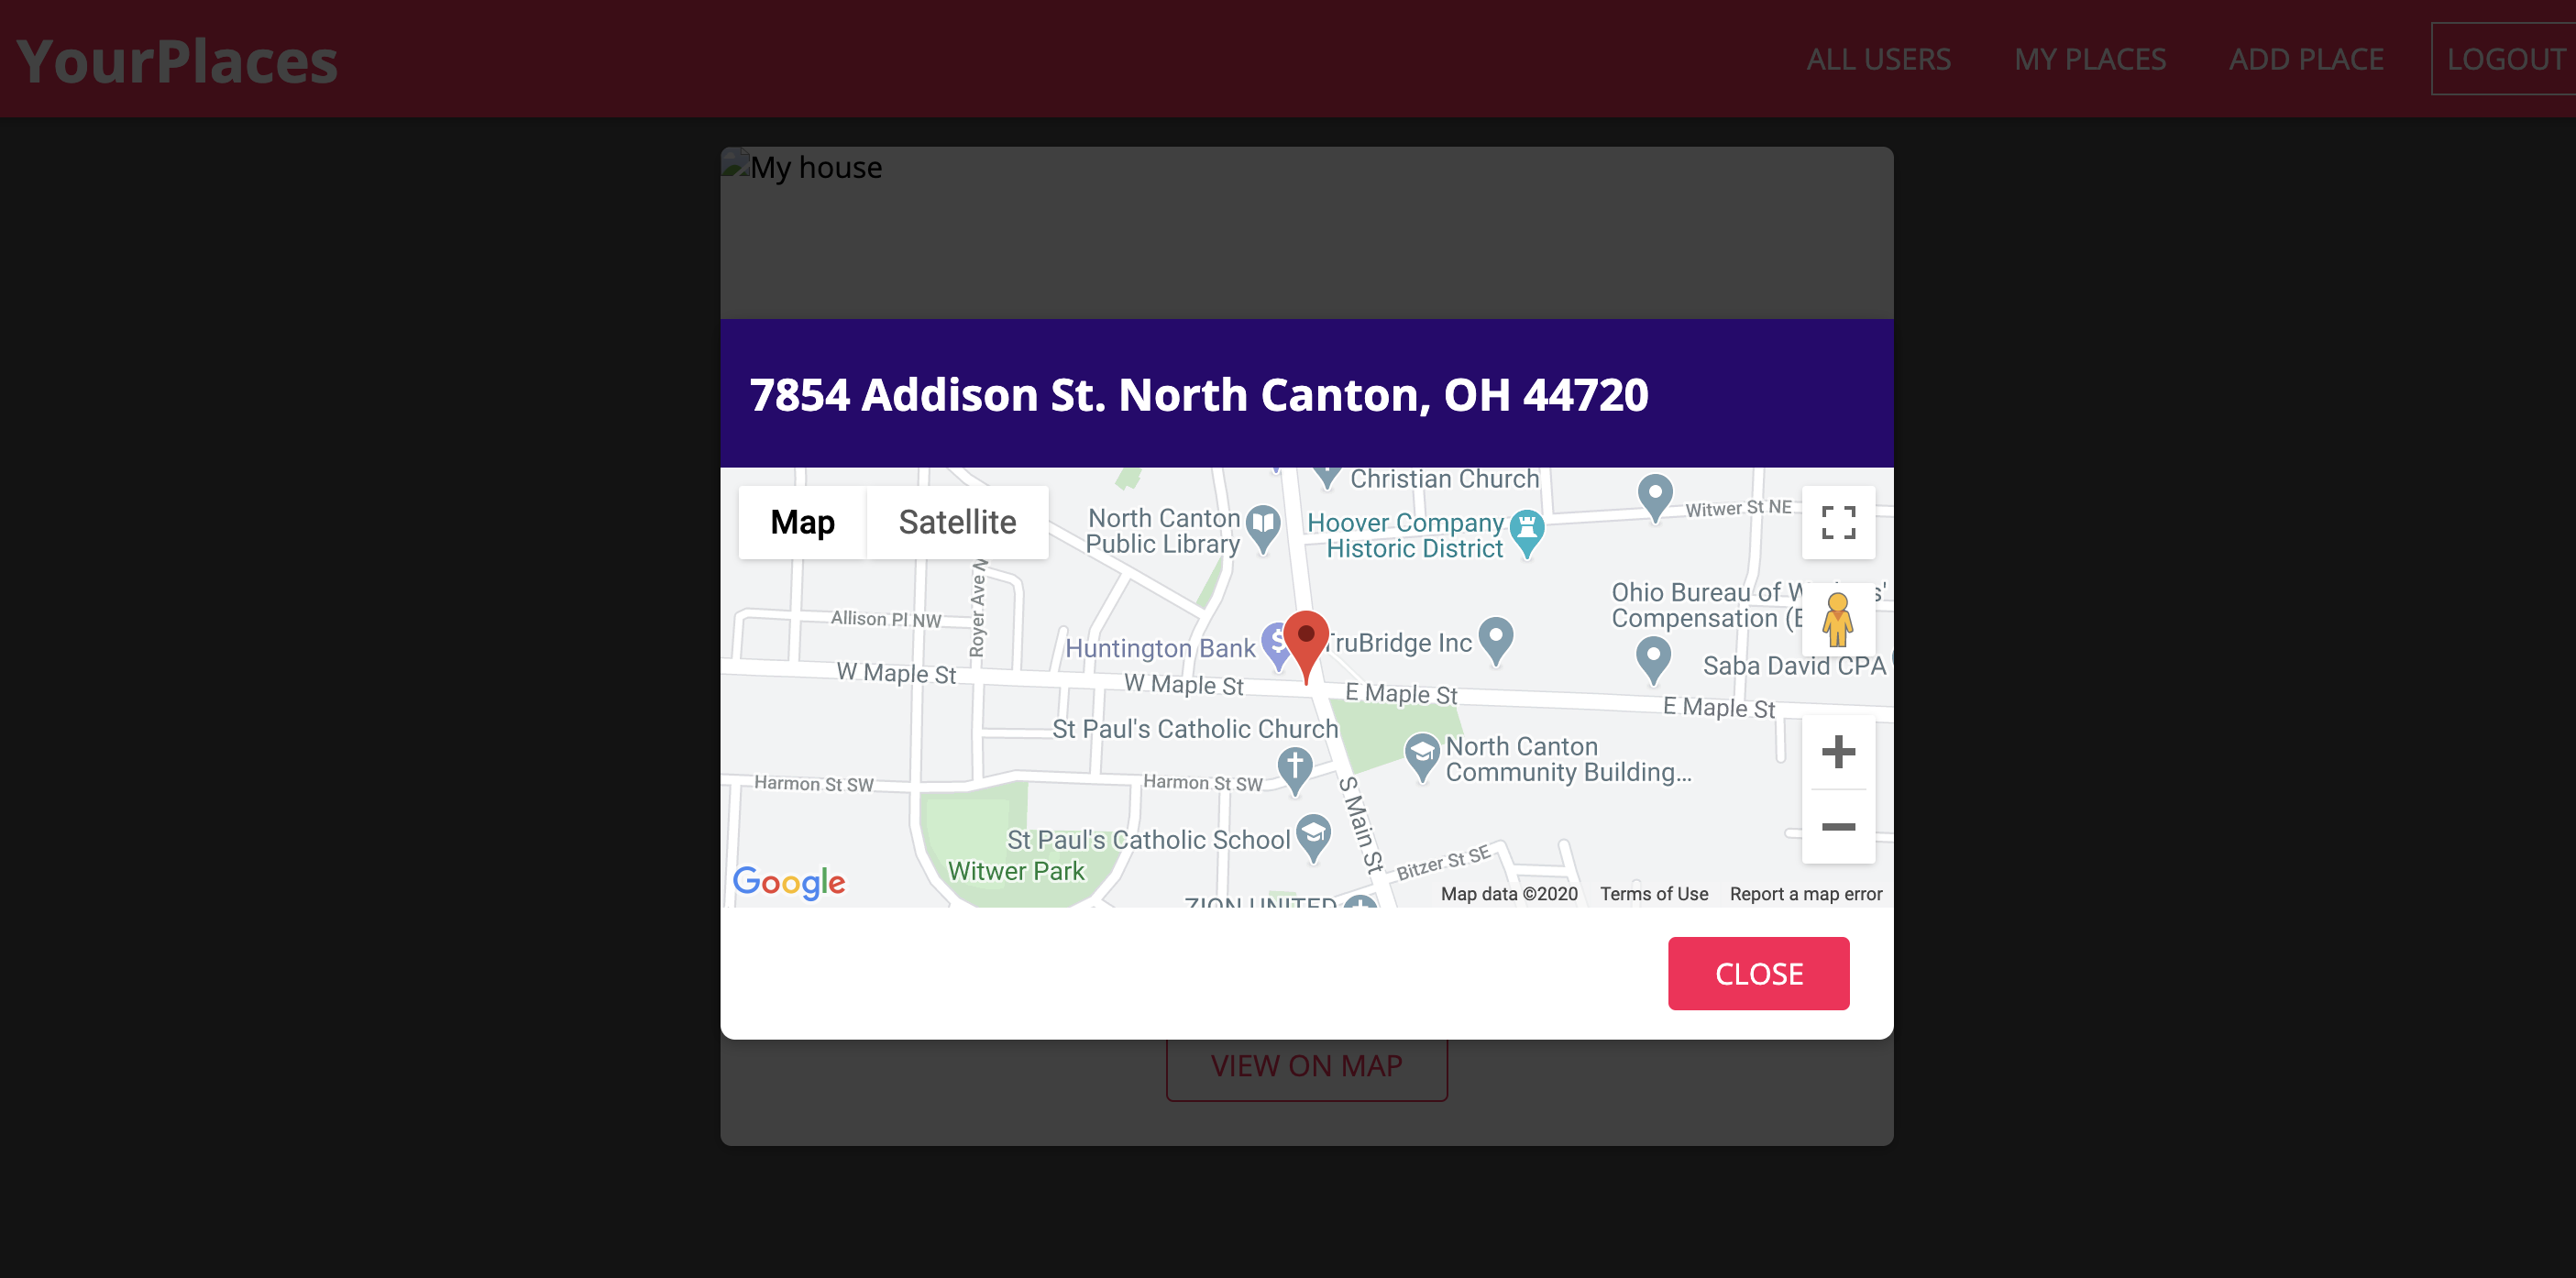 YourPlaces
ALL USERS
MY PLACES
ADD PLACE
LOGOUT
My house
7854 Addison St. North Canton, OH 44720
Map
Satellite
Christian Church
North Canton
Public Library
Hoover Company
Historic District
Witwer St NE
Royer Ave N
Ohio Bureau of W s'
Compensation (
Allison Pl NW
Huntington Bank
$
TruBridge Inc
Saba David CPA
W Maple St
W Maple St
E Maple St
E Maple St
St Paul's Catholic Church
North Canton
Community Building...
Harmon St SW
Harmon St SW
S Main St
St Paul's Catholic School
Witwer Park
Bitzer St SE
ZION UNITED
Google
Map data ©2020
Terms of Use
Report a map error
CLOSE
VIEW ON MAP